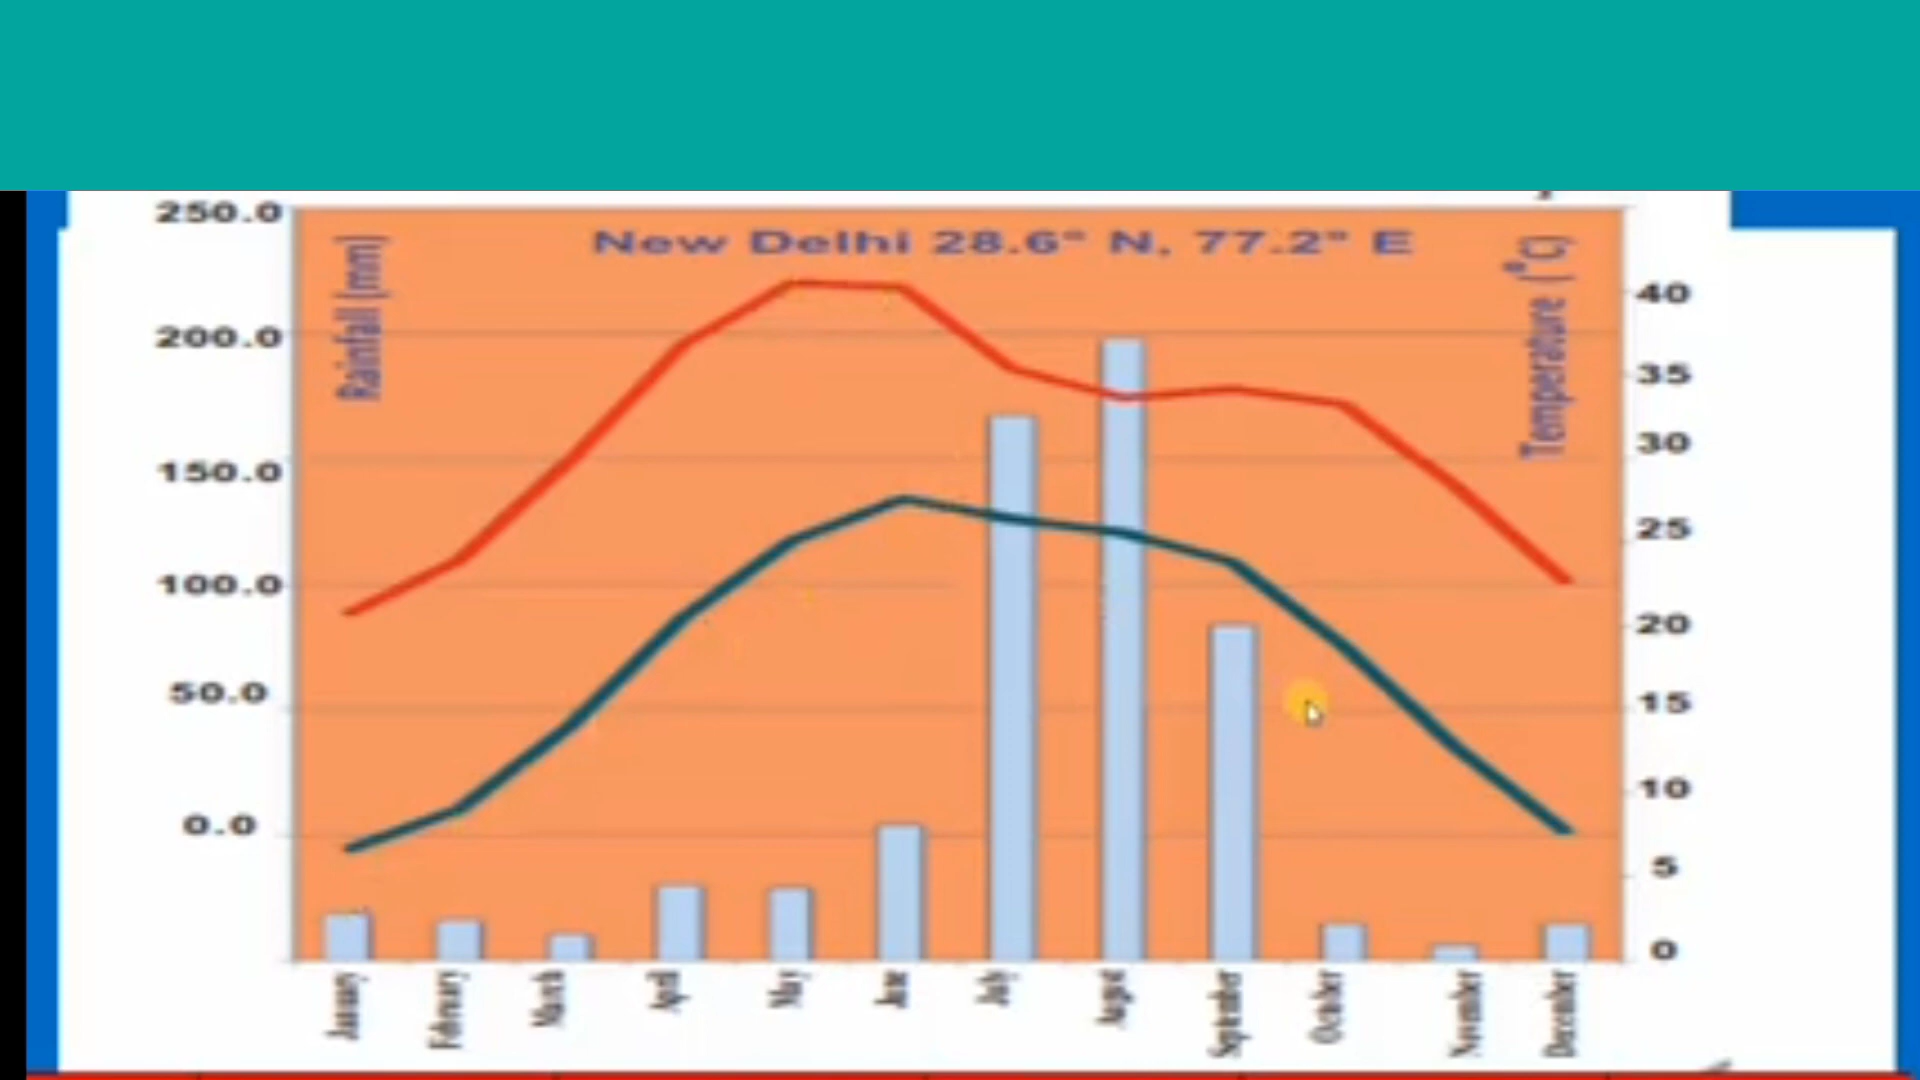 250.0
New Delhi 28.6° N, 77.2° E
Rainfall (mm)
Temperature (°C)
200.0
150.0
100.0
50.0
0.0
40
35
30
25
20
15
10
5
0
January
February
March
April
May
June
July
August
September
October
November
December